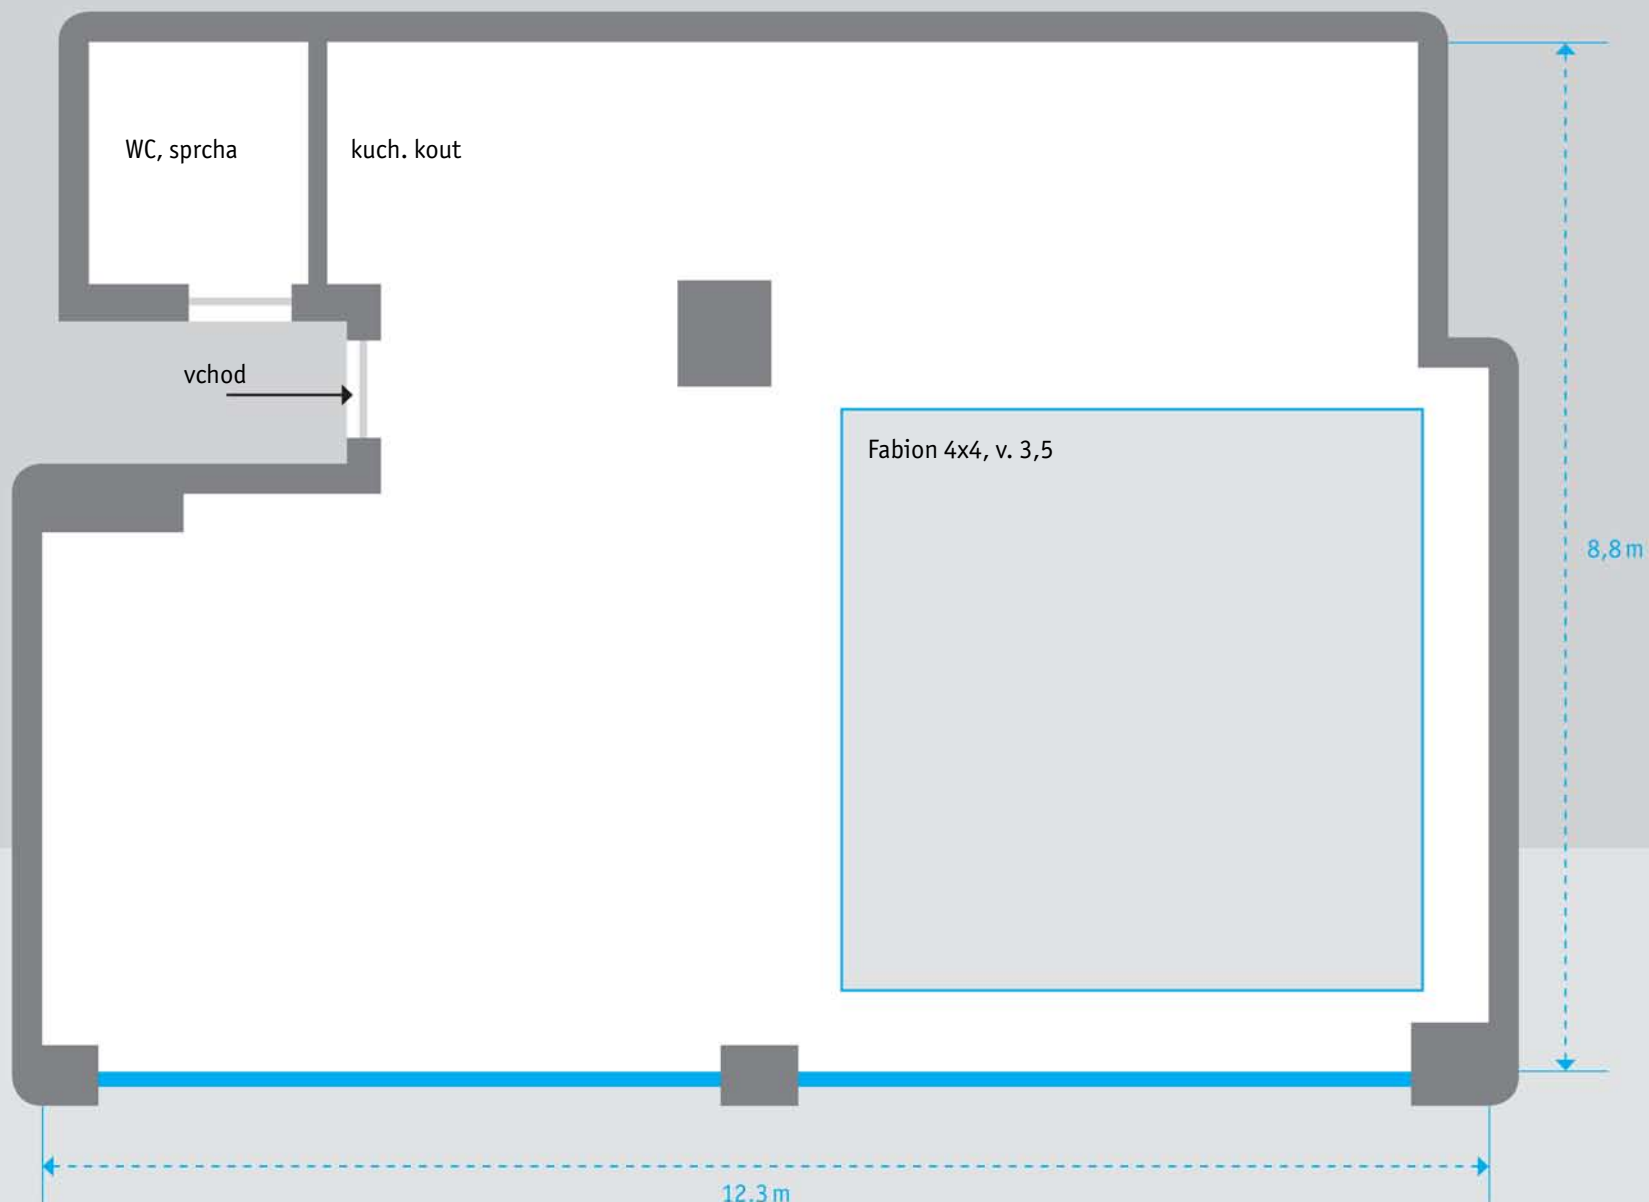 WC, sprcha
kuch. kout
vchod
Fabion 4x4, v. 3,5
8,8 m
12,3 m